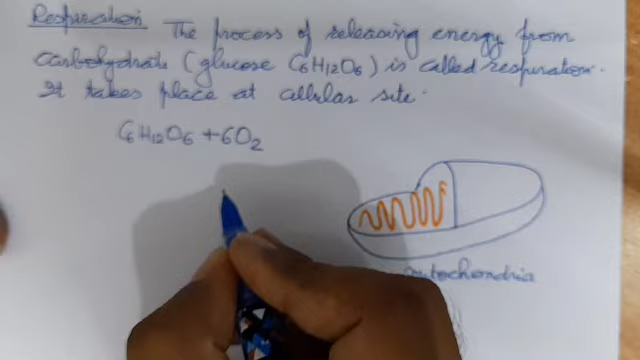 Respiration The process of releasing energy from
carbohydrate (glucose C6H12O6) is called respiration.
It takes place at cellular site.
C6H12O6 + 6O2
mitochondria